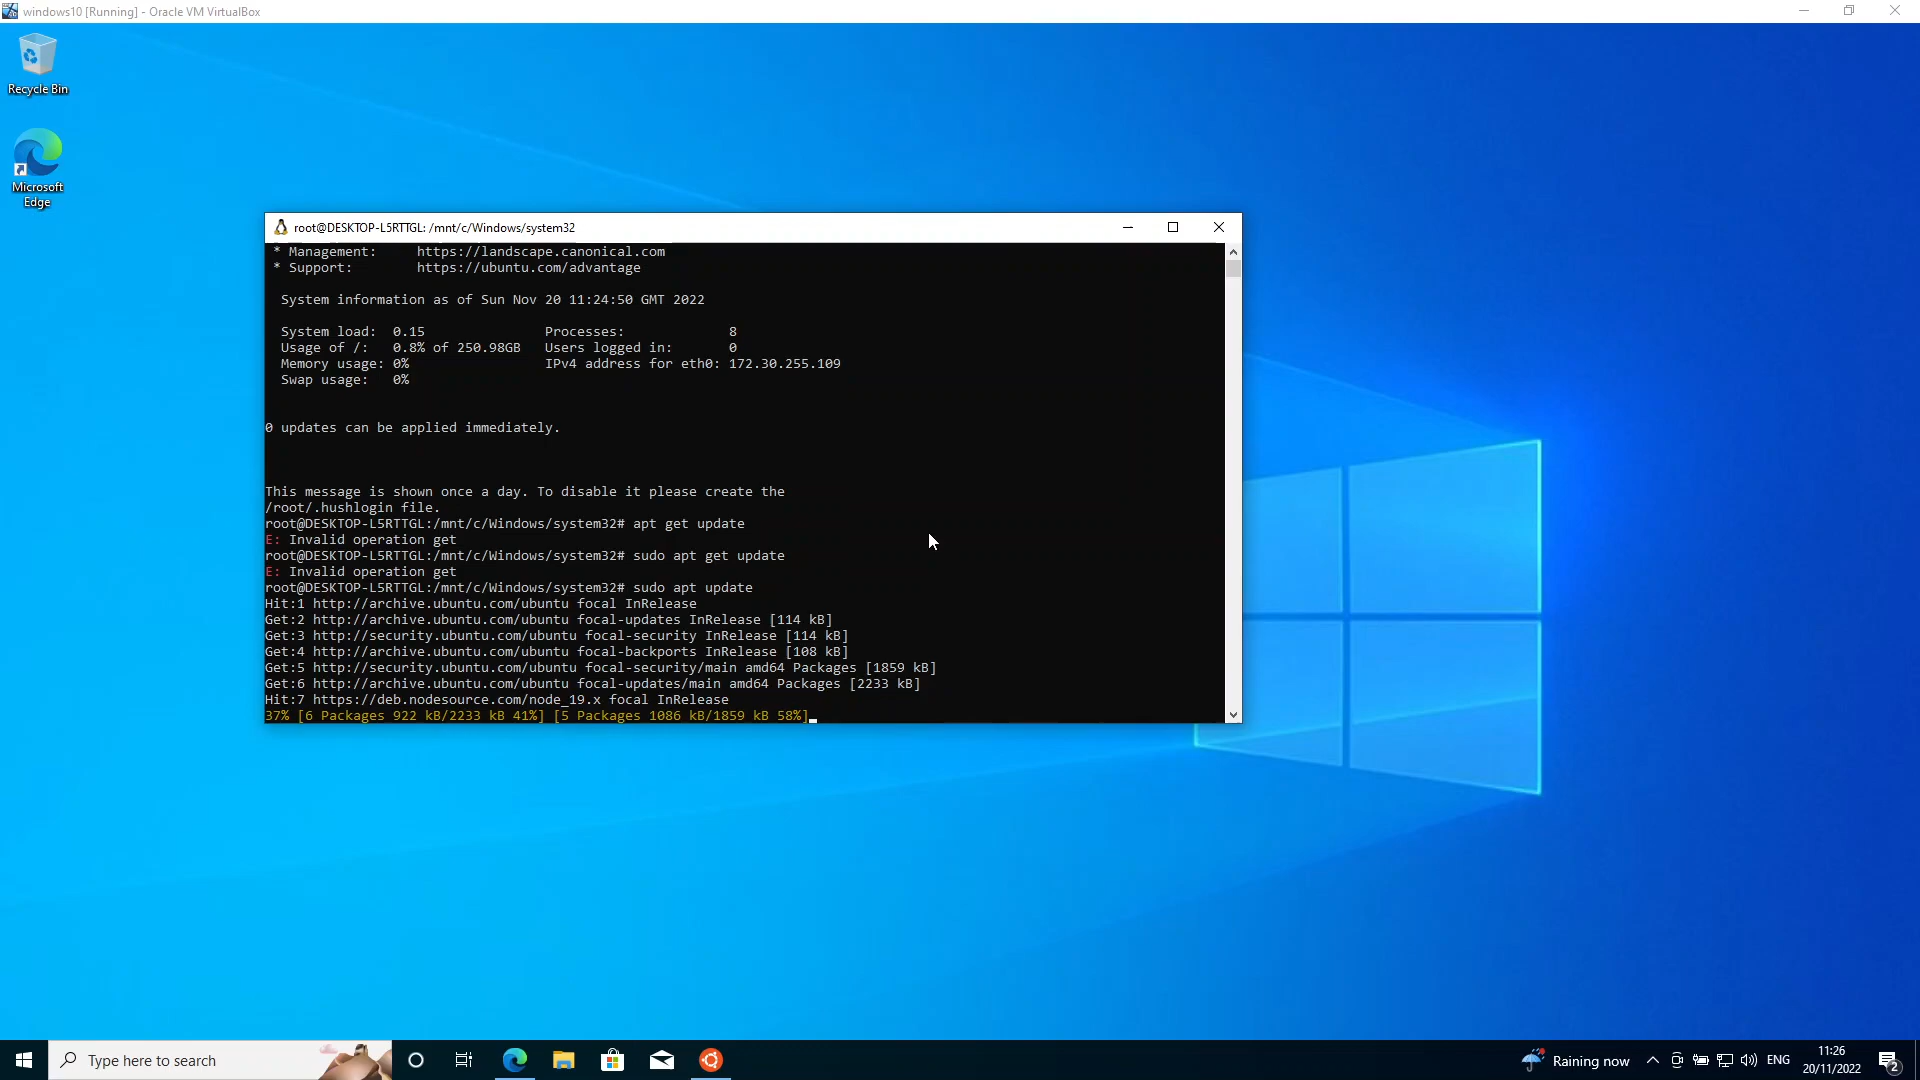 windows10 [Running] - Oracle VM VirtualBox
Recycle Bin
Microsoft
Edge
root@DESKTOP-L5RTTGL: /mnt/c/Windows/system32
* Management:     https://landscape.canonical.com
* Support:        https://ubuntu.com/advantage
System information as of Sun Nov 20 11:24:50 GMT 2022
System load:  0.15               Processes:             8
Usage of /:   0.8% of 250.98GB   Users logged in:       0
Memory usage: 0%                 IPv4 address for eth0: 172.30.255.109
Swap usage:   0%
0 updates can be applied immediately.
This message is shown once a day. To disable it please create the
/root/.hushlogin file.
root@DESKTOP-L5RTTGL:/mnt/c/Windows/system32# apt get update
E: Invalid operation get
root@DESKTOP-L5RTTGL:/mnt/c/Windows/system32# sudo apt get update
E: Invalid operation get
root@DESKTOP-L5RTTGL:/mnt/c/Windows/system32# sudo apt update
Hit:1 http://archive.ubuntu.com/ubuntu focal InRelease
Get:2 http://archive.ubuntu.com/ubuntu focal-updates InRelease [114 kB]
Get:3 http://security.ubuntu.com/ubuntu focal-security InRelease [114 kB]
Get:4 http://archive.ubuntu.com/ubuntu focal-backports InRelease [108 kB]
Get:5 http://security.ubuntu.com/ubuntu focal-security/main amd64 Packages [1859 kB]
Get:6 http://archive.ubuntu.com/ubuntu focal-updates/main amd64 Packages [2233 kB]
Hit:7 https://deb.nodesource.com/node_19.x focal InRelease
37% [6 Packages 922 kB/2233 kB 41%] [5 Packages 1086 kB/1859 kB 58%]
Type here to search
Raining now
ENG
11:26
20/11/2022
2